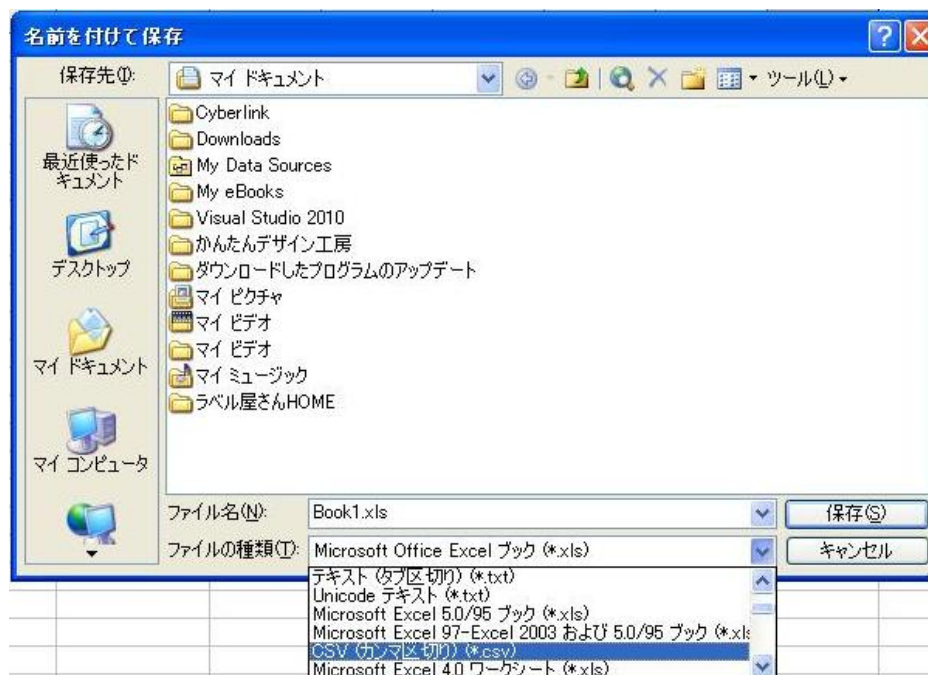 名前を付けて保存
保存先(I):
マイ ドキュメント
ツール(L)
最近使ったド
キュメント
デスクトップ
マイ ドキュメント
マイ コンピュータ
Cyberlink
Downloads
My Data Sources
My eBooks
Visual Studio 2010
かんたんデザイン工房
ダウンロードしたプログラムのアップデート
マイ ピクチャ
マイ ビデオ
マイ ビデオ
マイ ミュージック
ラベル屋さんHOME
ファイル名(N):
Book1.xls
保存(S)
ファイルの種類(T):
Microsoft Office Excel ブック (*.xls)
キャンセル
テキスト (タブ区切り) (*.txt)
Unicode テキスト (*.txt)
Microsoft Excel 5.0/95 ブック (*.xls)
Microsoft Excel 97-Excel 2003 および 5.0/95 ブック (*.xls
CSV (カンマ区切り) (*.csv)
Microsoft Excel 4.0 ワークシート (*.xls)